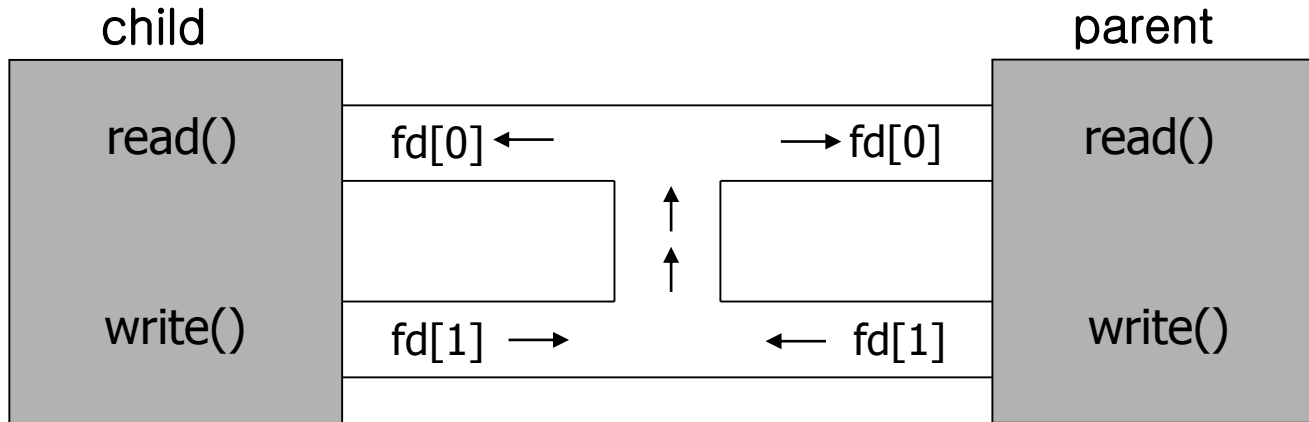 child parent
read() fd[0] fd[0] read()
write() fd[1] fd[1] write()